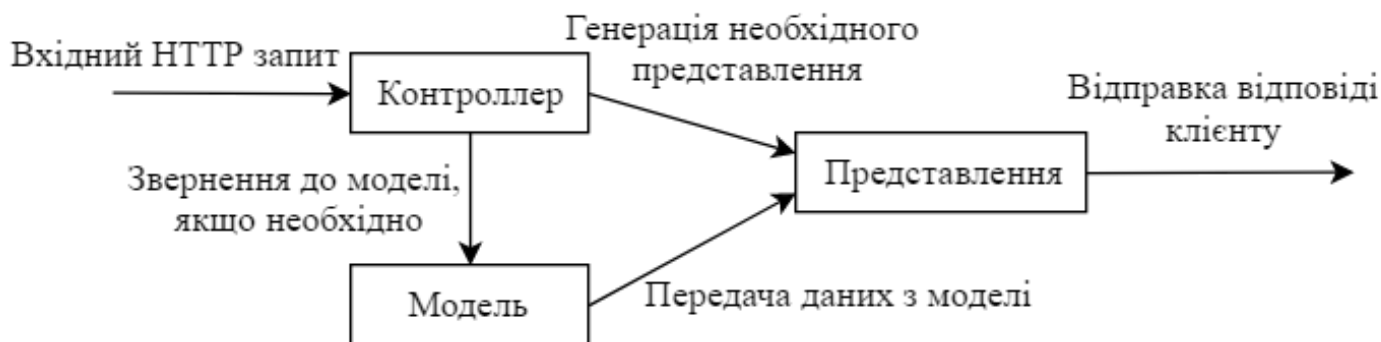 Вхідний HTTP запит
Контроллер
Генерація необхідного
представлення
Відправка відповіді
клієнту
Звернення до моделі,
якщо необхідно
Представлення
Модель
Передача даних з моделі